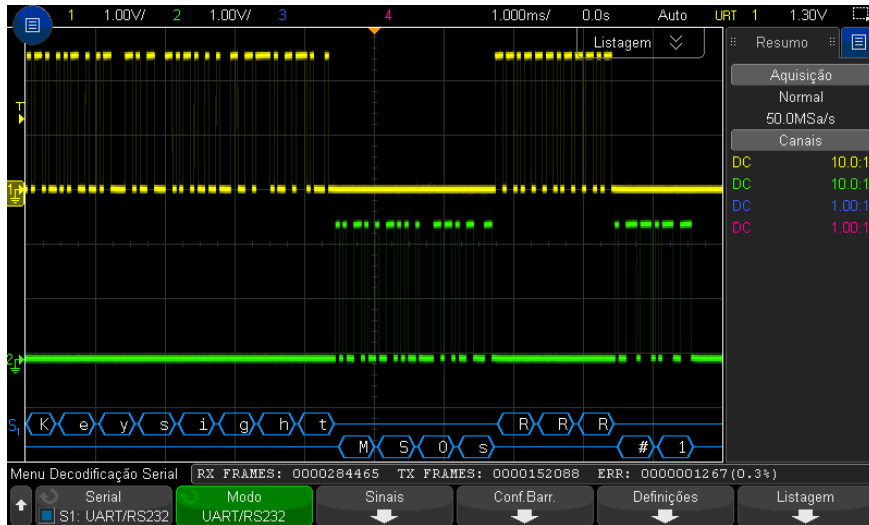 1 1.00V/ 2 1.00V/ 3 4 1.000ms/ 0.0s Auto URT 1 1.30V
Listagem
Resumo
Aquisição
Normal
50.0MSa/s
Canais
DC 10.0:1
DC 10.0:1
DC 1.00:1
DC 1.00:1
T
1
2
S1 K e y s i g h t R R R
M S O s # 1
Menu Decodificação Serial RX FRAMES: 0000284465 TX FRAMES: 0000152088 ERR: 0000001267(0.3%)
Serial Modo Sinais Conf.Barr. Definições Listagem
S1: UART/RS232 UART/RS232